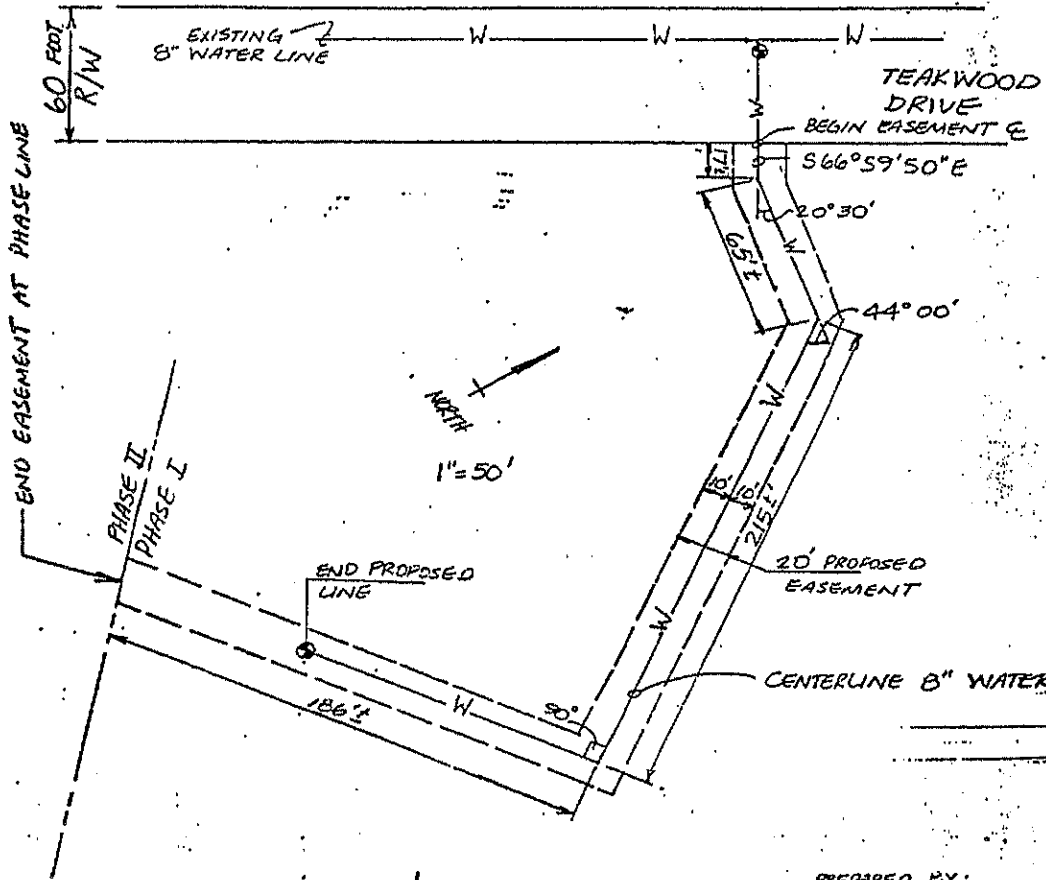 EXISTING
8" WATER LINE
W W W
60 FOOT
R/W
TEAKWOOD
DRIVE
W
BEGIN EASEMENT ℄
S66°59'50"E
17'±
20°30'
W
65'±
44°00'
END EASEMENT AT PHASE LINE
NORTH
1"=50'
W
PHASE II
PHASE I
10' 10'
215'±
20' PROPOSED
EASEMENT
END PROPOSED
LINE
W
CENTERLINE 8" WATER
90°
W
186'±
PREPARED BY: